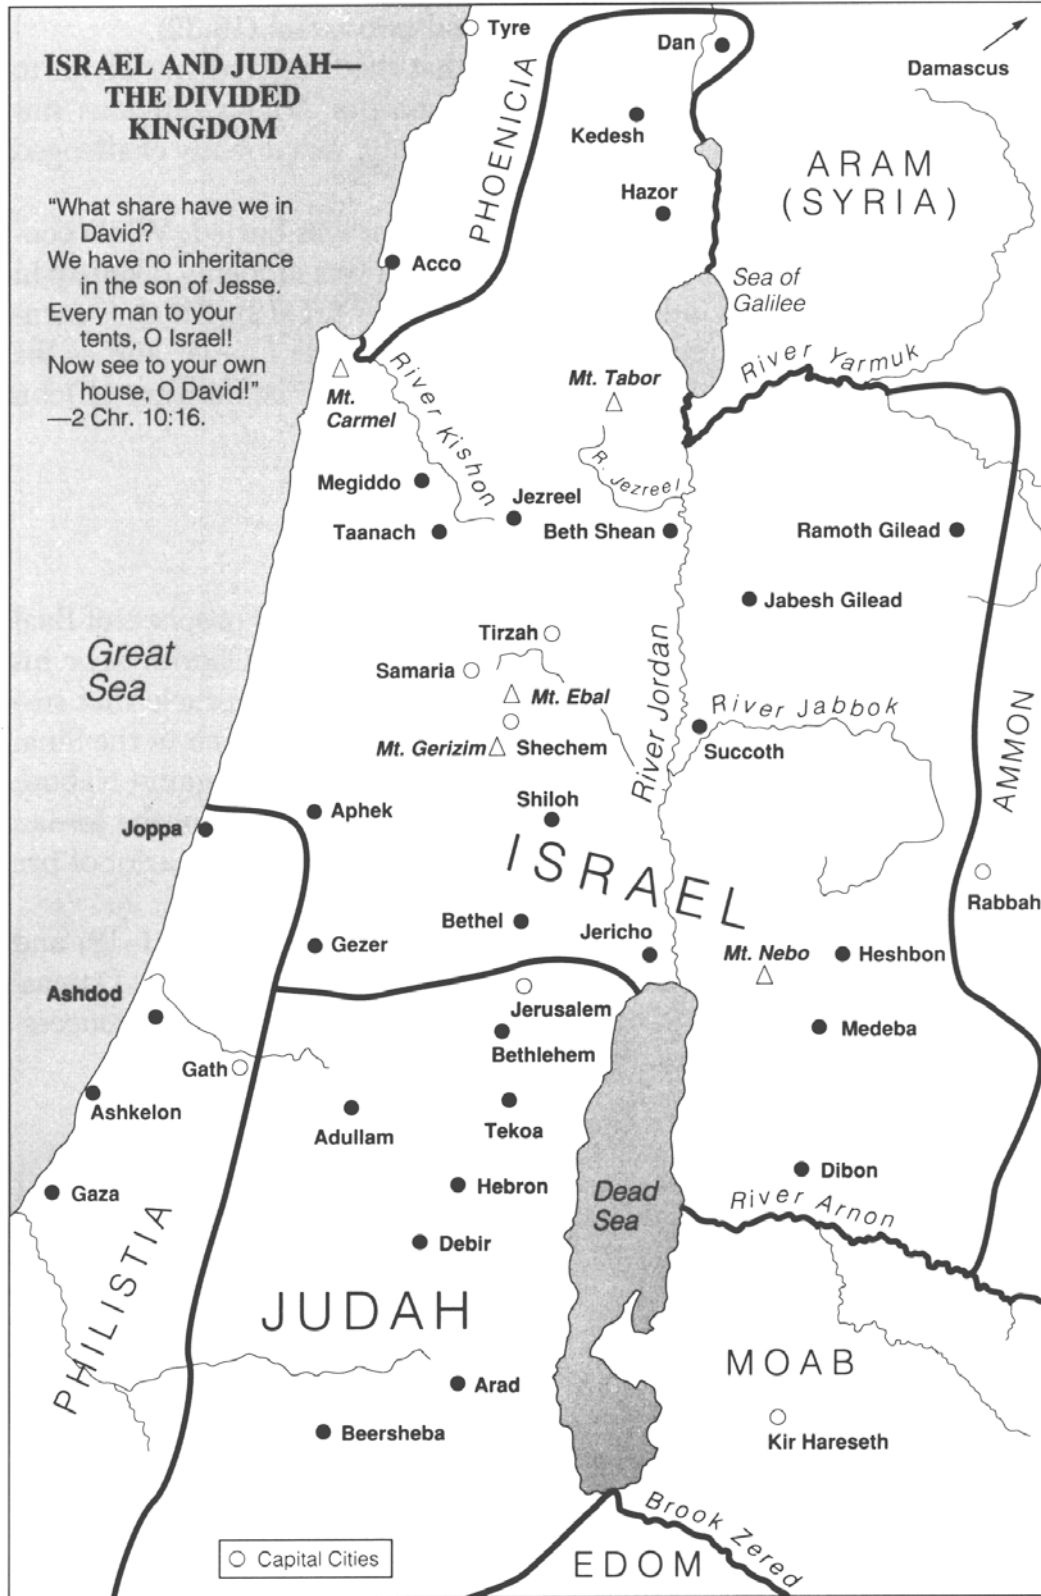 ISRAEL AND JUDAH—
THE DIVIDED
KINGDOM
"What share have we in
David?
We have no inheritance
in the son of Jesse.
Every man to your
tents, O Israel!
Now see to your own
house, O David!"
—2 Chr. 10:16.
Tyre
Dan
Damascus
PHOENICIA
Kedesh
ARAM
(SYRIA)
Hazor
Acco
Sea of
Galilee
River Yarmuk
Mt.
Carmel
River Kishon
Mt. Tabor
R. Jezreel
Megiddo
Jezreel
Taanach
Beth Shean
Ramoth Gilead
Jabesh Gilead
Great
Sea
Tirzah
Samaria
Mt. Ebal
River Jordan
River Jabbok
AMMON
Mt. Gerizim
Shechem
Succoth
Aphek
Shiloh
Joppa
ISRAEL
Rabbah
Bethel
Jericho
Gezer
Mt. Nebo
Heshbon
Ashdod
Jerusalem
Medeba
Bethlehem
Gath
Ashkelon
Adullam
Tekoa
Dibon
Gaza
Hebron
Dead
Sea
River Arnon
Debir
PHILISTIA
JUDAH
MOAB
Arad
Beersheba
Kir Hareseth
Brook Zered
Capital Cities
EDOM